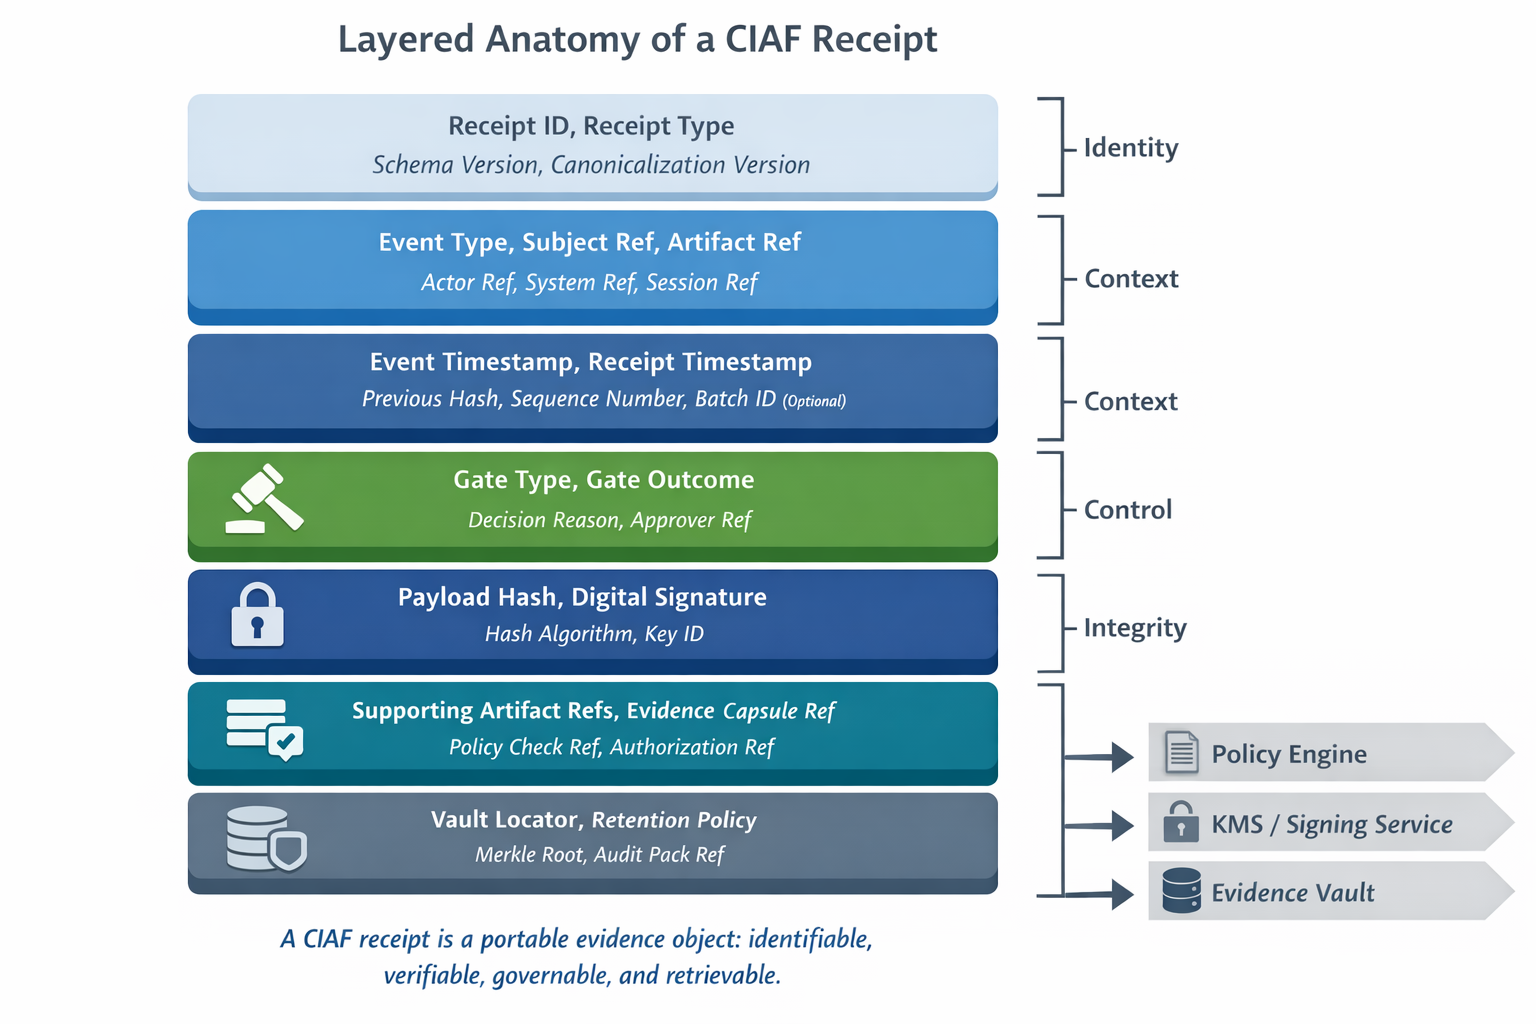 Layered Anatomy of a CIAF Receipt
Receipt ID, Receipt Type
Schema Version, Canonicalization Version
Identity
Event Type, Subject Ref, Artifact Ref
Actor Ref, System Ref, Session Ref
Context
Event Timestamp, Receipt Timestamp
Previous Hash, Sequence Number, Batch ID (Optional)
Context
Gate Type, Gate Outcome
Decision Reason, Approver Ref
Control
Payload Hash, Digital Signature
Hash Algorithm, Key ID
Integrity
Supporting Artifact Refs, Evidence Capsule Ref
Policy Check Ref, Authorization Ref
Vault Locator, Retention Policy
Merkle Root, Audit Pack Ref
Policy Engine
KMS / Signing Service
Evidence Vault
A CIAF receipt is a portable evidence object: identifiable,
verifiable, governable, and retrievable.